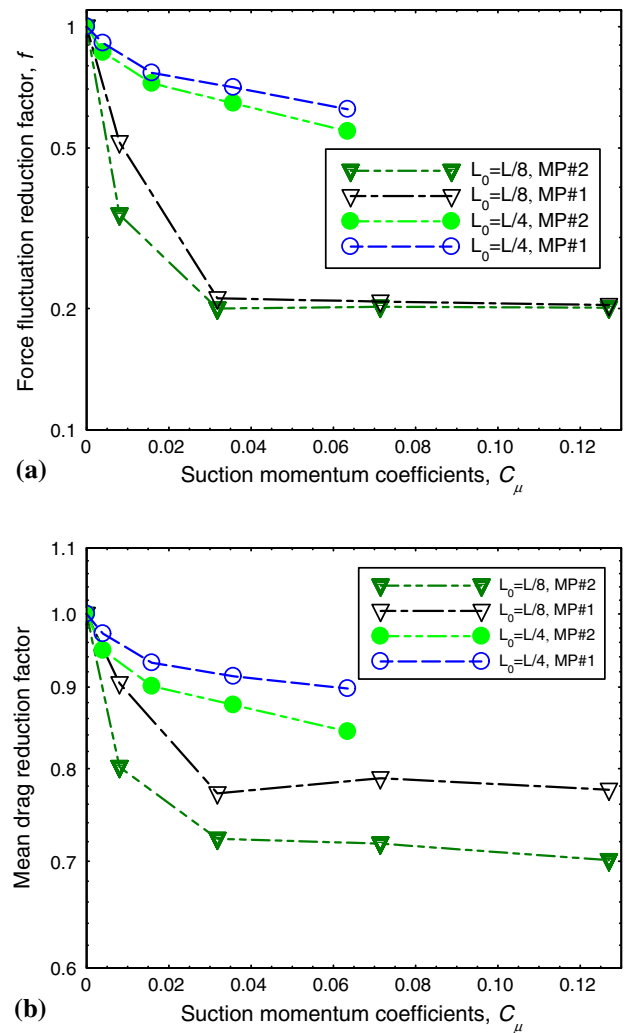 1
0.5
0.2
0.1
Force fluctuation reduction factor, f
L₀=L/8, MP#2
L₀=L/8, MP#1
L₀=L/4, MP#2
L₀=L/4, MP#1
0 0.02 0.04 0.06 0.08 0.10 0.12
(a)
Suction momentum coefficients, Cμ
1.1
1.0
0.9
0.8
0.7
0.6
Mean drag reduction factor
L₀=L/8, MP#2
L₀=L/8, MP#1
L₀=L/4, MP#2
L₀=L/4, MP#1
0 0.02 0.04 0.06 0.08 0.10 0.12
(b)
Suction momentum coefficients, Cμ